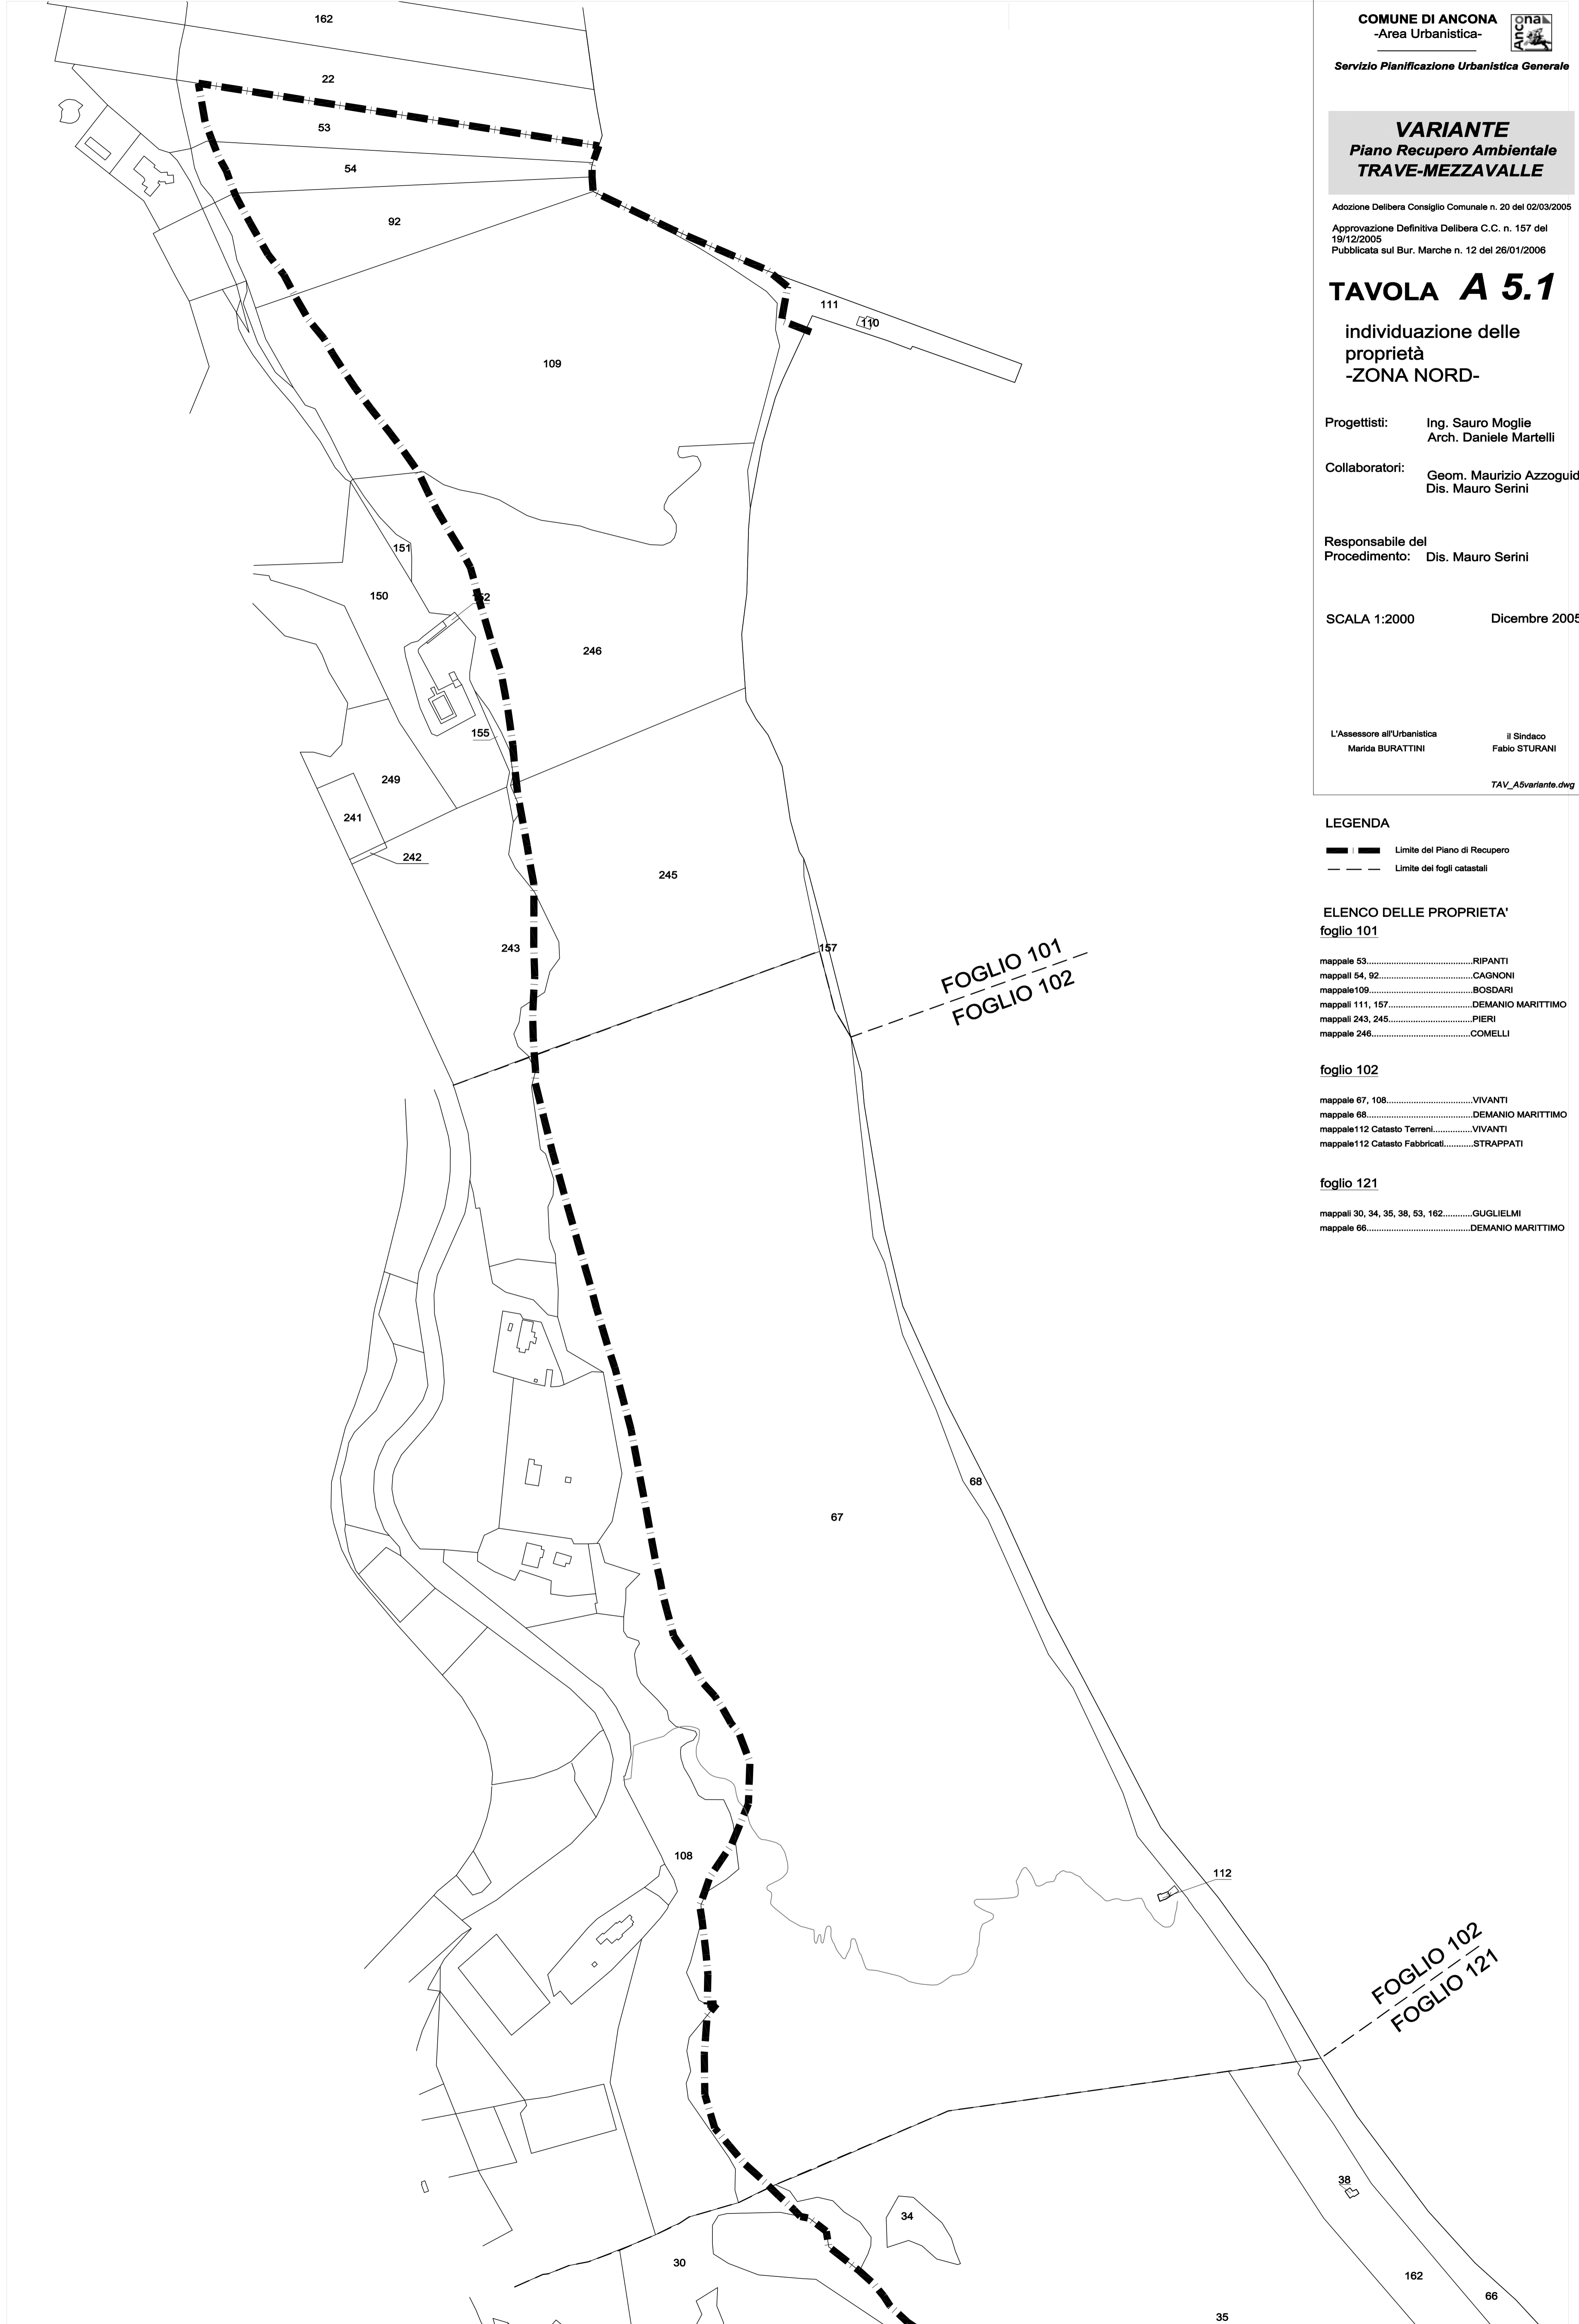 COMUNE DI ANCONA
-Area Urbanistica-
Ancona
Servizio Pianificazione Urbanistica Generale
VARIANTE
Piano Recupero Ambientale
TRAVE-MEZZAVALLE
Adozione Delibera Consiglio Comunale n. 20 del 02/03/2005
Approvazione Definitiva Delibera C.C. n. 157 del
19/12/2005
Pubblicata sul Bur. Marche n. 12 del 26/01/2006
TAVOLA A 5.1
individuazione delle
proprietà
-ZONA NORD-
Progettisti: Ing. Sauro Moglie
Arch. Daniele Martelli
Collaboratori: Geom. Maurizio Azzoguid
Dis. Mauro Serini
Responsabile del
Procedimento: Dis. Mauro Serini
SCALA 1:2000 Dicembre 2005
L'Assessore all'Urbanistica il Sindaco
Marida BURATTINI Fabio STURANI
TAV_A5variante.dwg
LEGENDA
Limite del Piano di Recupero
Limite dei fogli catastali
ELENCO DELLE PROPRIETA'
foglio 101
mappale 53..........................................RIPANTI
mappali 54, 92.....................................CAGNONI
mappale109.........................................BOSDARI
mappali 111, 157.................................DEMANIO MARITTIMO
mappali 243, 245.................................PIERI
mappale 246.......................................COMELLI
foglio 102
mappale 67, 108..................................VIVANTI
mappale 68..........................................DEMANIO MARITTIMO
mappale112 Catasto Terreni...............VIVANTI
mappale112 Catasto Fabbricati...........STRAPPATI
foglio 121
mappali 30, 34, 35, 38, 53, 162...........GUGLIELMI
mappale 66.........................................DEMANIO MARITTIMO
162
22
53
54
92
111
110
109
151
150
246
155
249
241
242
245
243
157
FOGLIO 101
FOGLIO 102
68
67
108
112
FOGLIO 102
FOGLIO 121
38
34
30
162
66
35